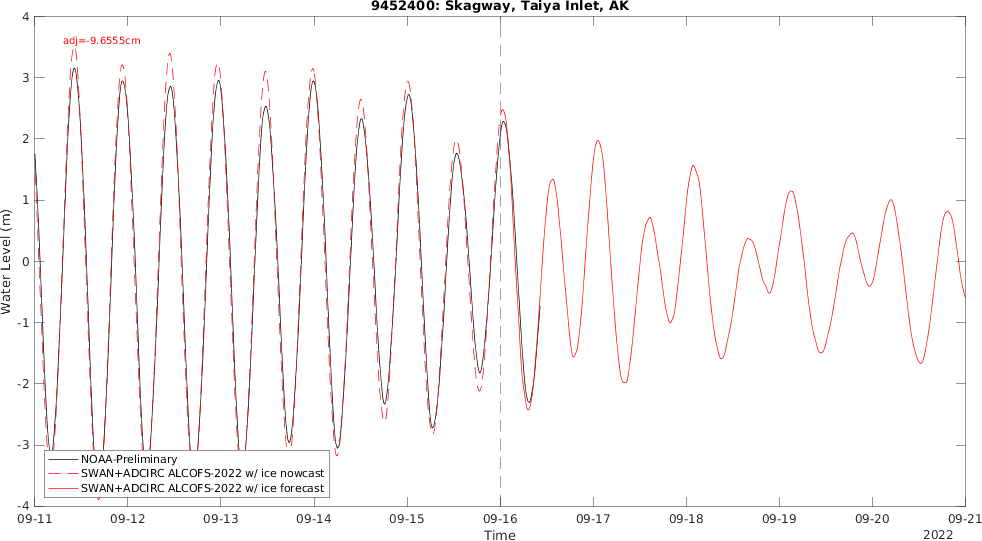 9452400: Skagway, Taiya Inlet, AK
adj=-9.6555cm
Water Level (m)
4
3
2
1
0
-1
-2
-3
-4
NOAA-Preliminary
SWAN+ADCIRC ALCOFS-2022 w/ ice nowcast
SWAN+ADCIRC ALCOFS-2022 w/ ice forecast
09-11 09-12 09-13 09-14 09-15 09-16 09-17 09-18 09-19 09-20 09-21
Time
2022